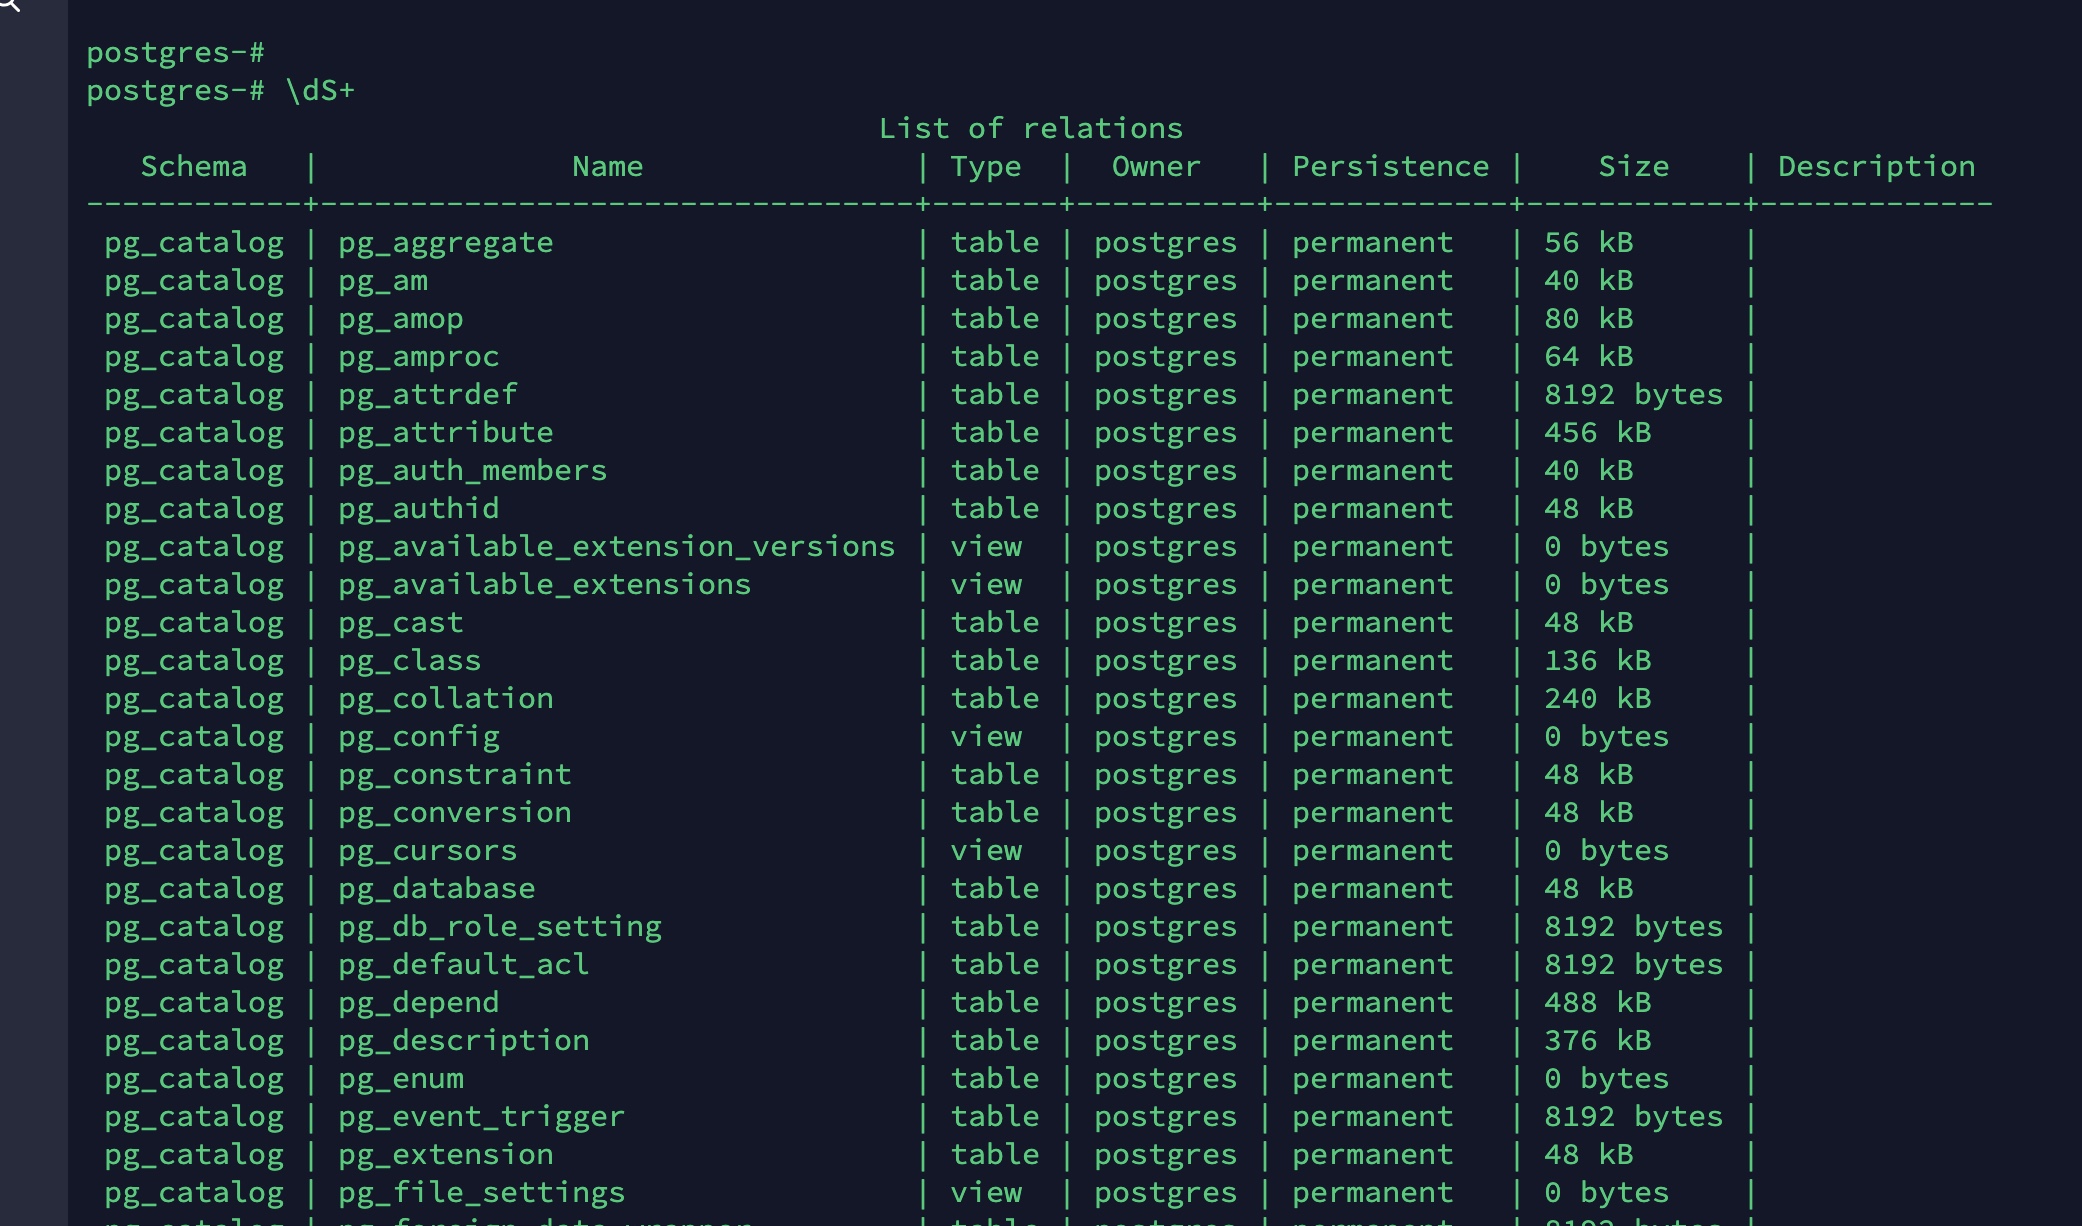 postgres-#
postgres-# \dS+
List of relations
Schema | Name | Type | Owner | Persistence | Size | Description
------------+---------------------------------+-------+----------+-------------+------------+-------------
pg_catalog | pg_aggregate | table | postgres | permanent | 56 kB |
pg_catalog | pg_am | table | postgres | permanent | 40 kB |
pg_catalog | pg_amop | table | postgres | permanent | 80 kB |
pg_catalog | pg_amproc | table | postgres | permanent | 64 kB |
pg_catalog | pg_attrdef | table | postgres | permanent | 8192 bytes |
pg_catalog | pg_attribute | table | postgres | permanent | 456 kB |
pg_catalog | pg_auth_members | table | postgres | permanent | 40 kB |
pg_catalog | pg_authid | table | postgres | permanent | 48 kB |
pg_catalog | pg_available_extension_versions | view | postgres | permanent | 0 bytes |
pg_catalog | pg_available_extensions | view | postgres | permanent | 0 bytes |
pg_catalog | pg_cast | table | postgres | permanent | 48 kB |
pg_catalog | pg_class | table | postgres | permanent | 136 kB |
pg_catalog | pg_collation | table | postgres | permanent | 240 kB |
pg_catalog | pg_config | view | postgres | permanent | 0 bytes |
pg_catalog | pg_constraint | table | postgres | permanent | 48 kB |
pg_catalog | pg_conversion | table | postgres | permanent | 48 kB |
pg_catalog | pg_cursors | view | postgres | permanent | 0 bytes |
pg_catalog | pg_database | table | postgres | permanent | 48 kB |
pg_catalog | pg_db_role_setting | table | postgres | permanent | 8192 bytes |
pg_catalog | pg_default_acl | table | postgres | permanent | 8192 bytes |
pg_catalog | pg_depend | table | postgres | permanent | 488 kB |
pg_catalog | pg_description | table | postgres | permanent | 376 kB |
pg_catalog | pg_enum | table | postgres | permanent | 0 bytes |
pg_catalog | pg_event_trigger | table | postgres | permanent | 8192 bytes |
pg_catalog | pg_extension | table | postgres | permanent | 48 kB |
pg_catalog | pg_file_settings | view | postgres | permanent | 0 bytes |